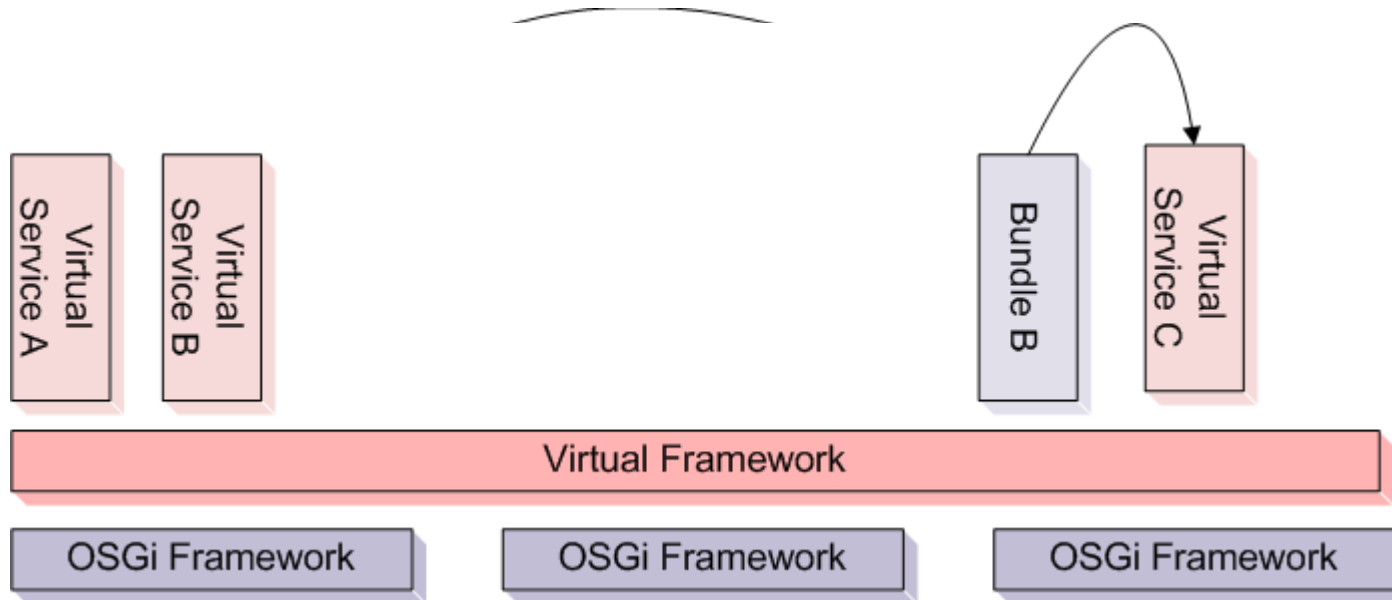 Virtual
Service A
Virtual
Service B
Bundle B
Virtual
Service C
Virtual Framework
OSGi Framework
OSGi Framework
OSGi Framework